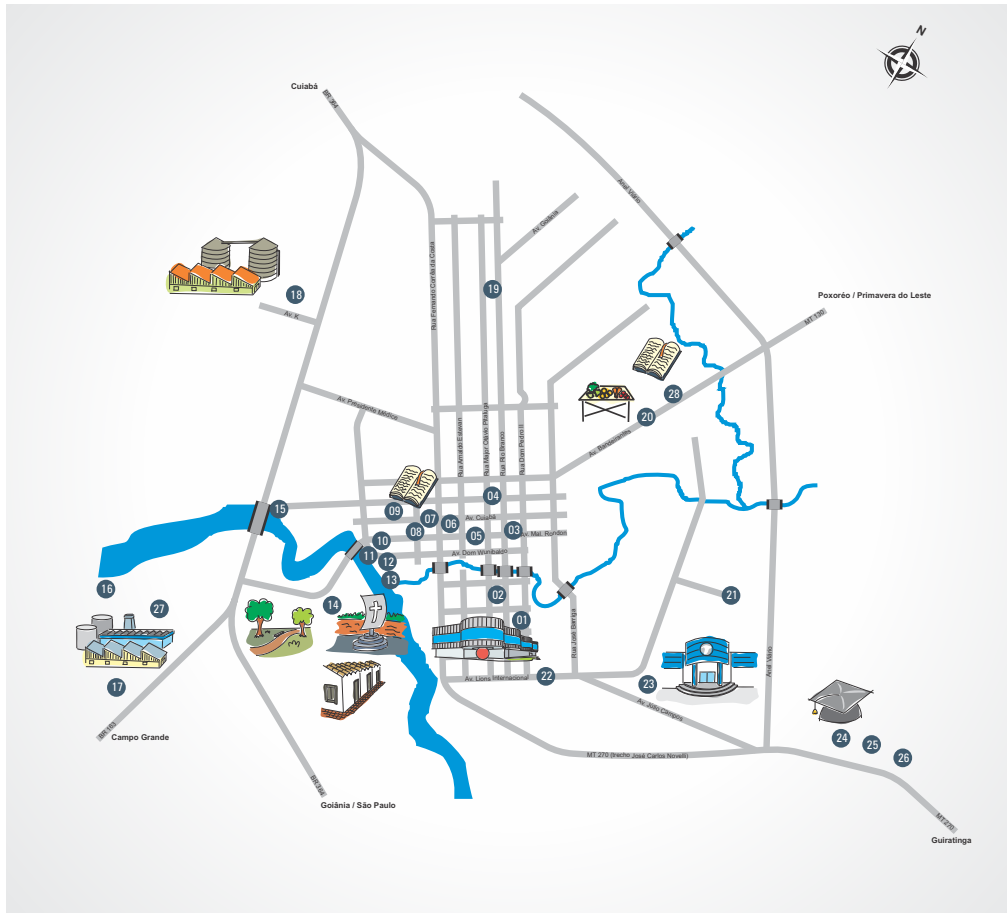 N
Cuiabá
BR 364
Anel Viário
Av. Goiânia
Rua Fernando Corrêa da Costa
19
18
Av. K
Poxoréo / Primavera do Leste
MT 130
28
20
Av. Presidente Médice
Av. Bandeirantes
Rua Arnaldo Estevan
Rua Major Otávio Pitaluga
Rua Rio Branco
Rua Dom Pedro II
04
15
09
07
06
Av. Cuiabá
08
05
03
Av. Mal. Rondon
10
11
12
Av. Dom Wunibaldo
13
16
02
21
27
14
01
Rua José Barriga
Anel Viário
17
22
23
Av. Lions Internacional
Av. Júlio Campos
BR 163
Campo Grande
24
25
26
MT 270 (trecho José Carlos Novelli)
BR 364
Goiânia / São Paulo
MT 270
Guiratinga